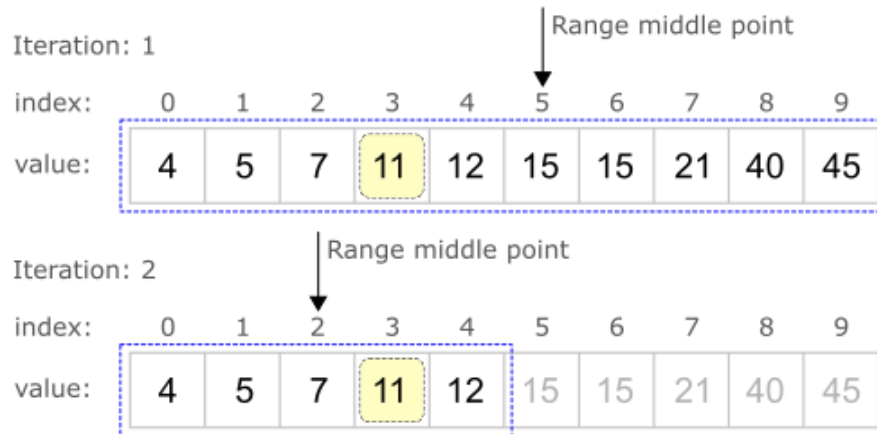 Range middle point
Iteration: 1
index: 0 1 2 3 4 5 6 7 8 9
value: 4 5 7 11 12 15 15 21 40 45
Range middle point
Iteration: 2
index: 0 1 2 3 4 5 6 7 8 9
value: 4 5 7 11 12 15 15 21 40 45